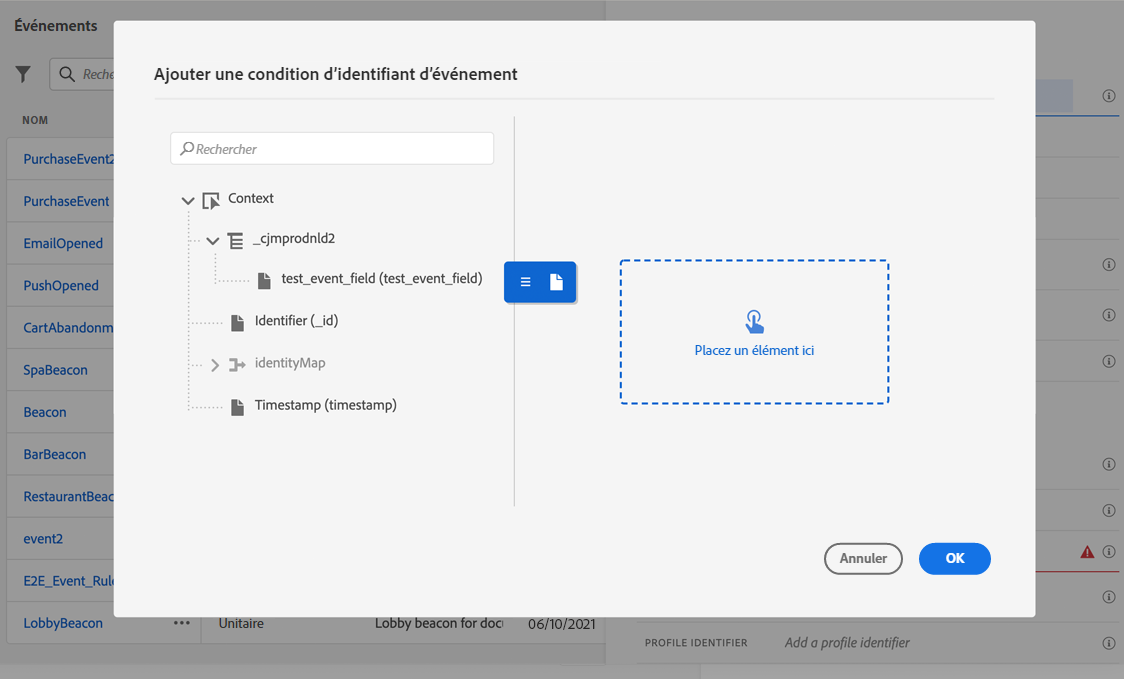 Événements
Reche
NOM
PurchaseEvent2
PurchaseEvent
EmailOpened
PushOpened
CartAbandonm
SpaBeacon
Beacon
BarBeacon
RestaurantBeac
event2
E2E_Event_Rule
LobbyBeacon
Unitaire
Lobby beacon for docu
06/10/2021
Ajouter une condition d'identifiant d'événement
Rechercher
Context
_cjmprodnld2
test_event_field (test_event_field)
Identifier (_id)
identityMap
Timestamp (timestamp)
Placez un élément ici
Annuler
OK
PROFILE IDENTIFIER
Add a profile identifier